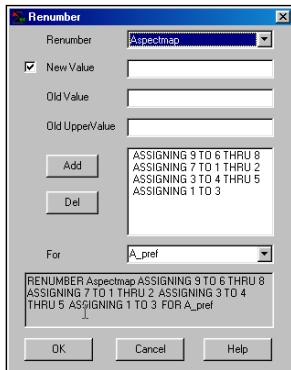 Renumber
Renumber
Aspectmap
New Value
Old Value
Old UpperValue
Add
Del
ASSIGNING 9 TO 6 THRU 8
ASSIGNING 7 TO 1 THRU 2
ASSIGNING 3 TO 4 THRU 5
ASSIGNING 1 TO 3
For
A_pref
RENUMBER Aspectmap ASSIGNING 9 TO 6 THRU 8
ASSIGNING 7 TO 1 THRU 2 ASSIGNING 3 TO 4
THRU 5 ASSIGNING 1 TO 3 FOR A_pref
OK
Cancel
Help